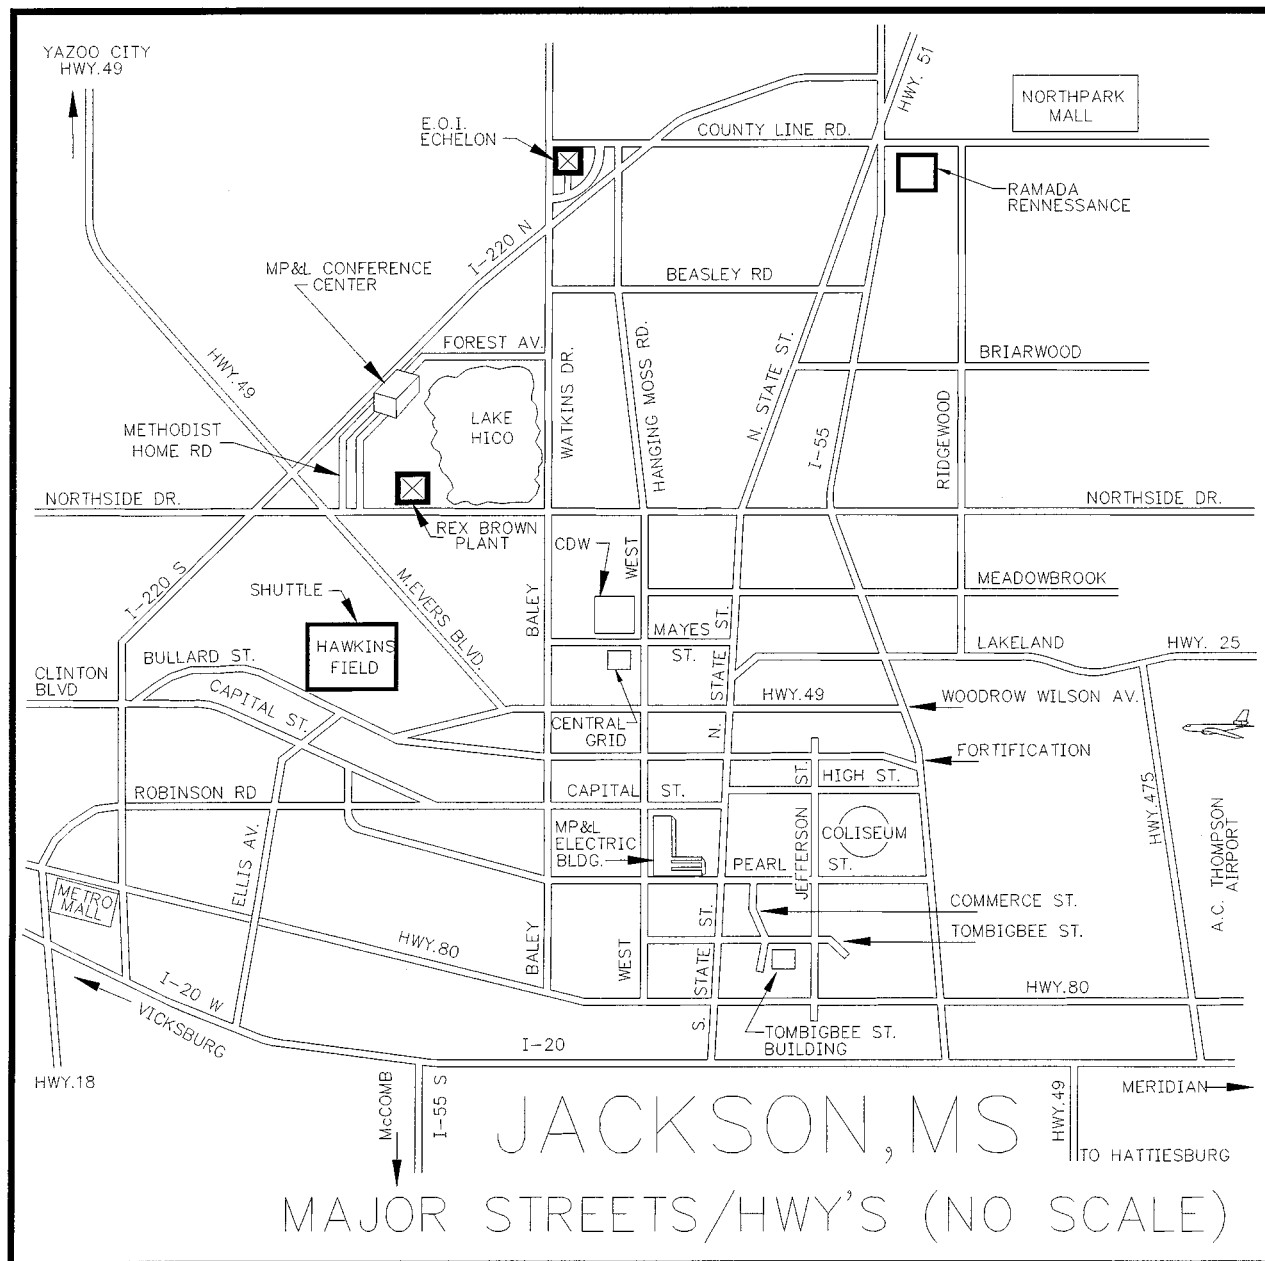 YAZOO CITY
HWY.49
HWY. 51
NORTHPARK
MALL
E.O.I.
ECHELON
COUNTY LINE RD.
RAMADA
RENNESSANCE
I-220 N
MP&L CONFERENCE
CENTER
BEASLEY RD
HWY.49
FOREST AV.
WATKINS DR.
HANGING MOSS RD.
N. STATE ST.
BRIARWOOD
LAKE
HICO
I-55
RIDGEWOOD
METHODIST
HOME RD
NORTHSIDE DR.
NORTHSIDE DR.
REX BROWN
PLANT
CDW
WEST
I-220 S
SHUTTLE
M.EVERS BLVD.
BALEY
MEADOWBROOK
HAWKINS
FIELD
MAYES
ST.
N. STATE ST.
LAKELAND
HWY. 25
BULLARD ST.
CLINTON
BLVD
CAPITAL ST.
HWY.49
WOODROW WILSON AV.
CENTRAL
GRID
FORTIFICATION
HIGH ST.
ROBINSON RD
CAPITAL ST.
HWY.475
MP&L
ELECTRIC
BLDG.
JEFFERSON ST.
COLISEUM
A.C. THOMPSON
AIRPORT
ELLIS AV.
PEARL ST.
METRO
MALL
COMMERCE ST.
HWY.80
BALEY
WEST
S. STATE ST.
TOMBIGBEE ST.
I-20 W
HWY.80
VICKSBURG
TOMBIGBEE ST.
BUILDING
I-20
HWY.18
McCOMB
I-55 S
HWY.49
MERIDIAN
TO HATTIESBURG
JACKSON,MS
MAJOR STREETS/HWY'S (NO SCALE)